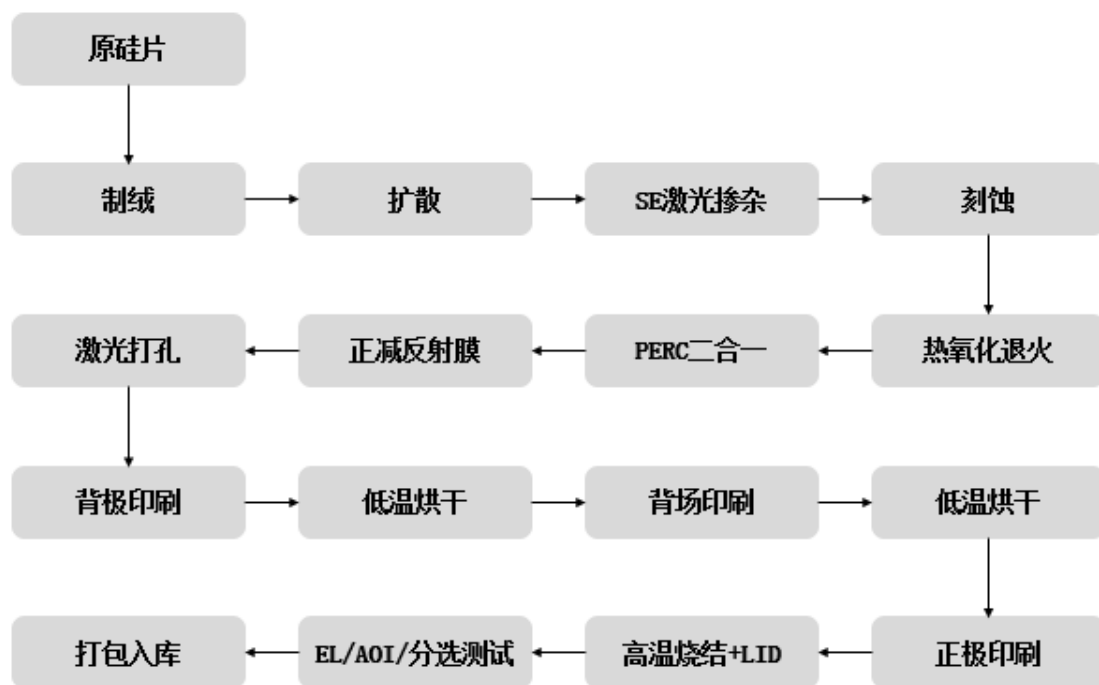 原硅片
制绒
扩散
SE激光掺杂
刻蚀
热氧化退火
PERC二合一
正减反射膜
激光打孔
背极印刷
低温烘干
背场印刷
低温烘干
正极印刷
高温烧结+LID
EL/AOI/分选测试
打包入库